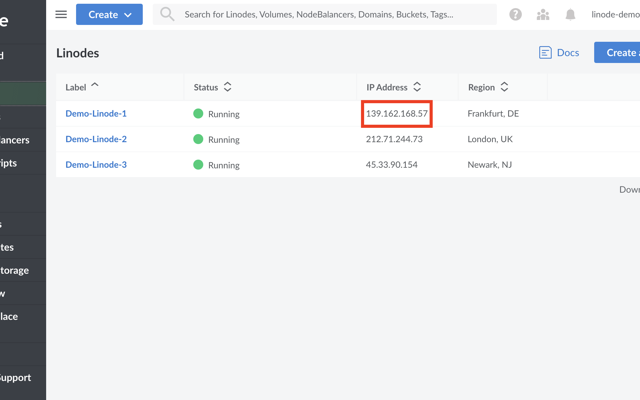 Create
Search for Linodes, Volumes, NodeBalancers, Domains, Buckets, Tags...
linode-demo
Linodes
Docs
Create
Label
Status
IP Address
Region
Demo-Linode-1
Running
139.162.168.57
Frankfurt, DE
Demo-Linode-2
Running
212.71.244.73
London, UK
Demo-Linode-3
Running
45.33.90.154
Newark, NJ
e
d
lancers
ripts
s
tes
torage
w
lace
Support